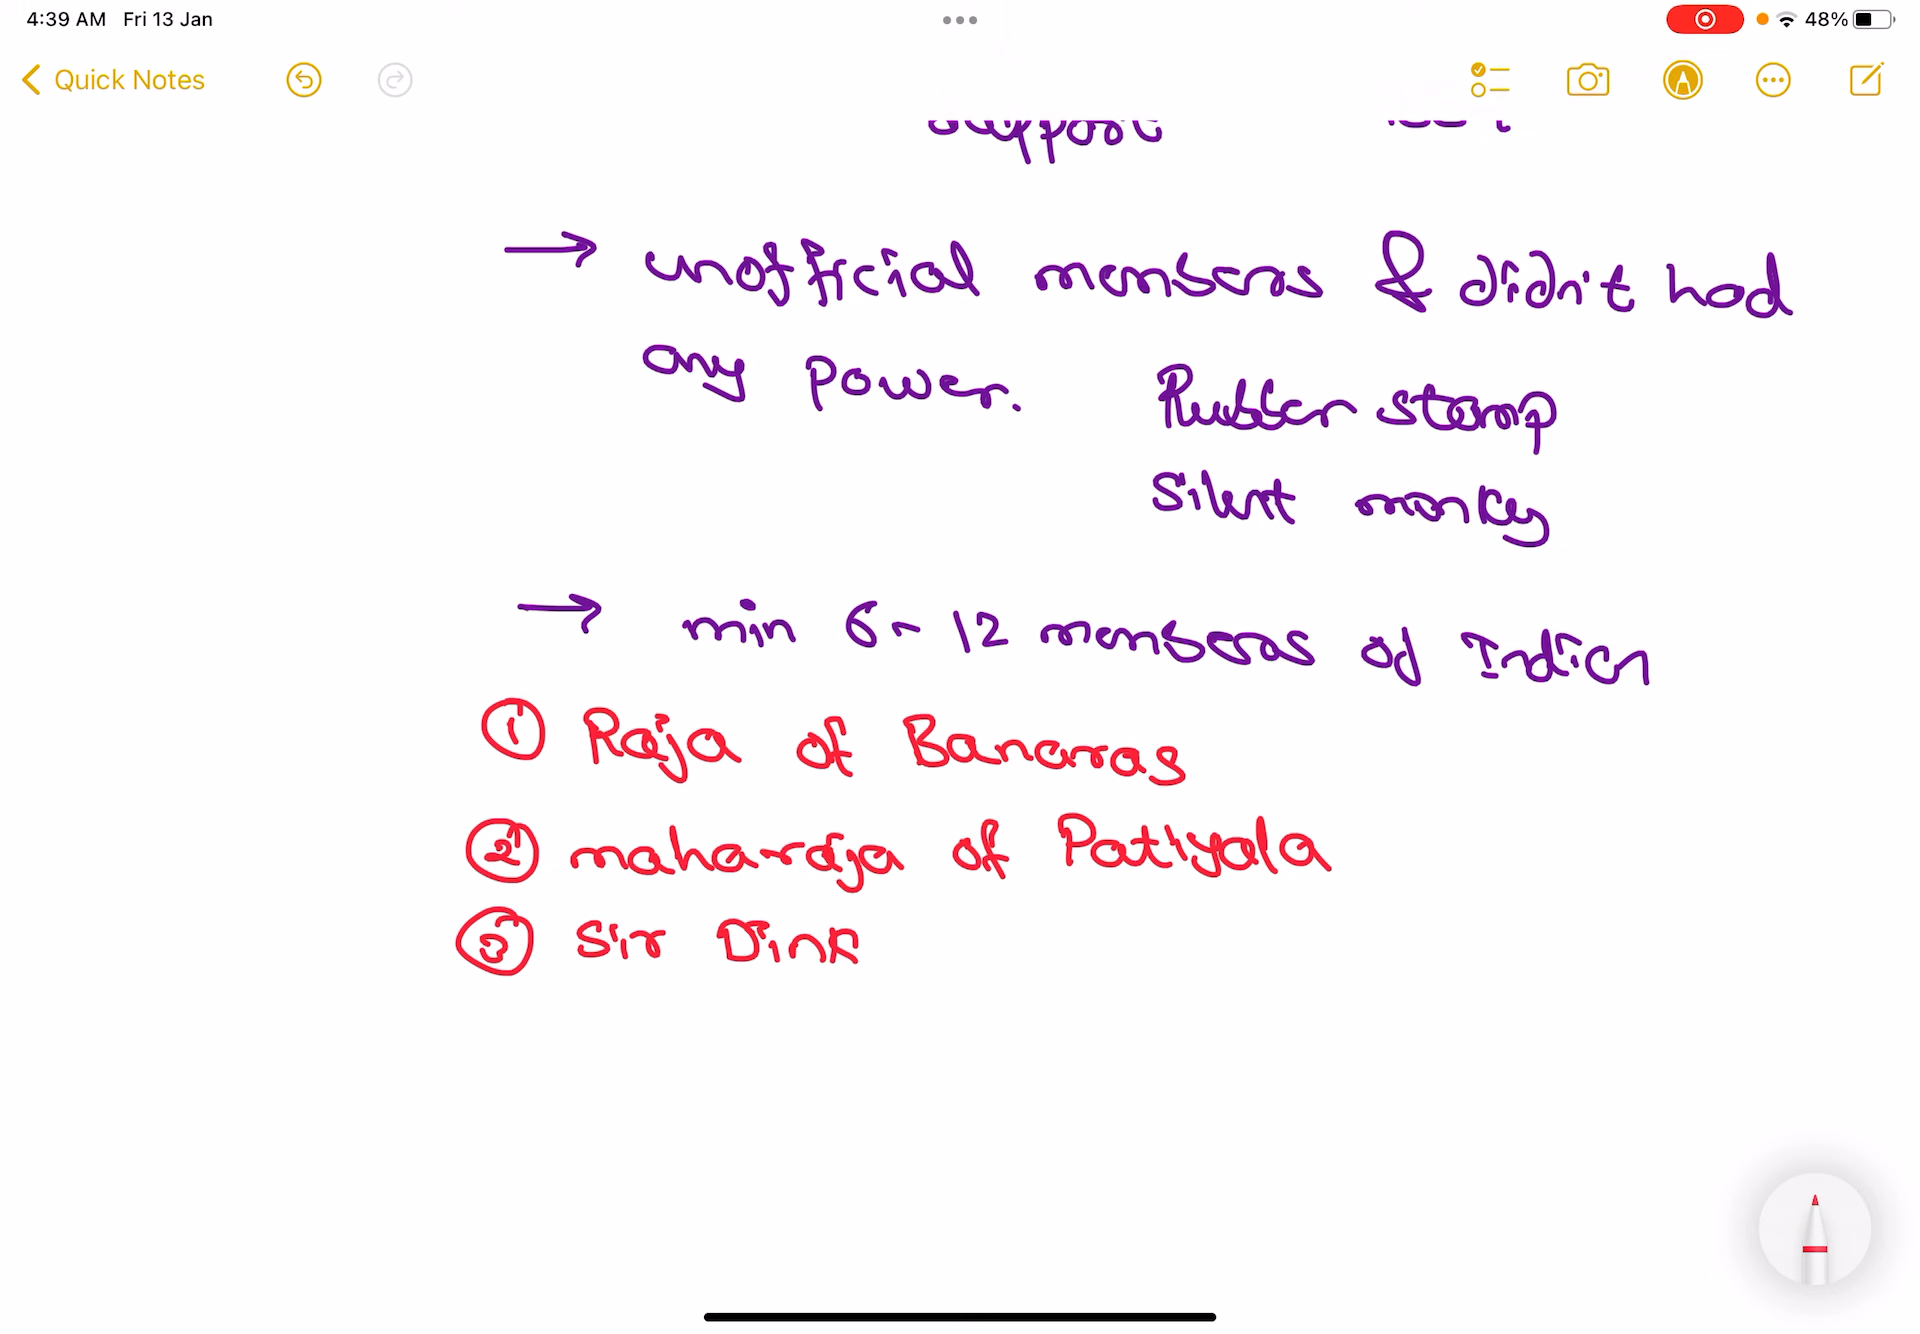 4:39 AM Fri 13 Jan
48%
Quick Notes
support
→ unofficial members & didn't had
any power. Rubber stamp
Silent monkey
→ min 6 - 12 members of Indian
① Raja of Banaras
② maharaja of Patiyala
③ Sir Dink